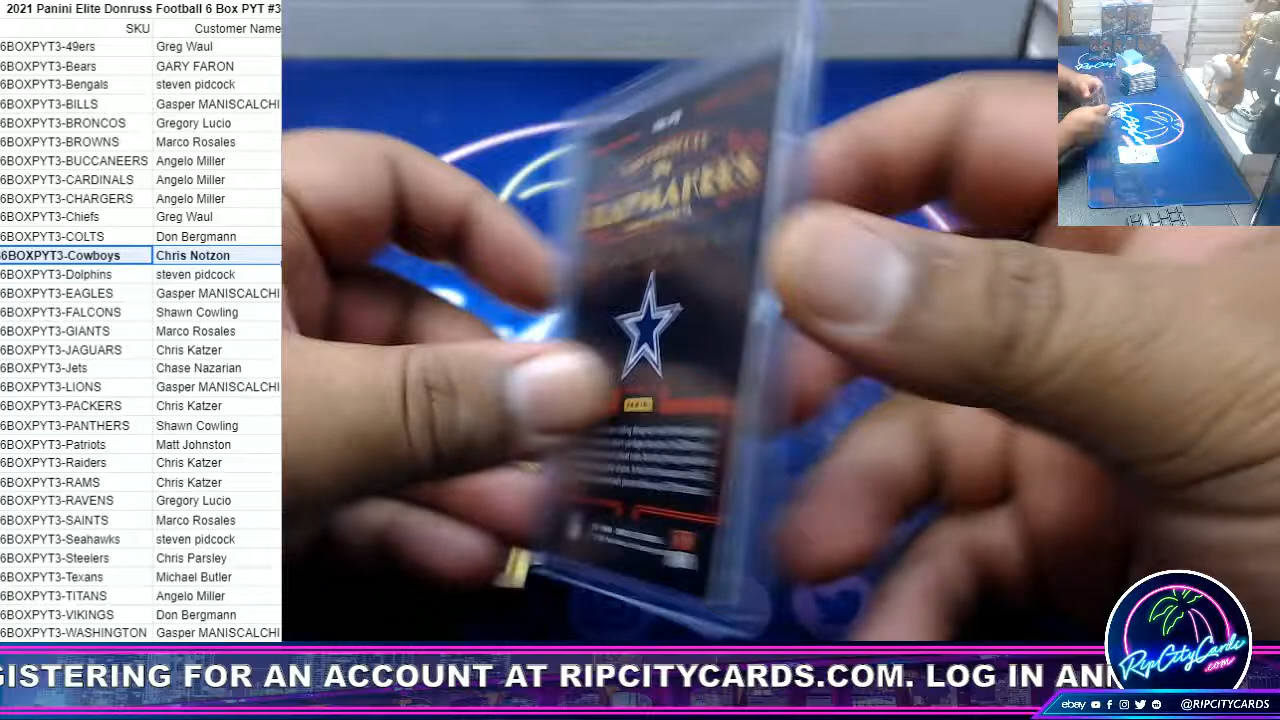 2021 Panini Elite Donruss Football 6 Box PYT #3
SKU Customer Name
6BOXPYT3-49ers Greg Waul
6BOXPYT3-Bears GARY FARON
6BOXPYT3-Bengals steven pidcock
6BOXPYT3-BILLS Gasper MANISCALCHI
6BOXPYT3-BRONCOS Gregory Lucio
6BOXPYT3-BROWNS Marco Rosales
6BOXPYT3-BUCCANEERS Angelo Miller
6BOXPYT3-CARDINALS Angelo Miller
6BOXPYT3-CHARGERS Angelo Miller
6BOXPYT3-Chiefs Greg Waul
6BOXPYT3-COLTS Don Bergmann
6BOXPYT3-Cowboys Chris Notzon
6BOXPYT3-Dolphins steven pidcock
6BOXPYT3-EAGLES Gasper MANISCALCHI
6BOXPYT3-FALCONS Shawn Cowling
6BOXPYT3-GIANTS Marco Rosales
6BOXPYT3-JAGUARS Chris Katzer
6BOXPYT3-Jets Chase Nazarian
6BOXPYT3-LIONS Gasper MANISCALCHI
6BOXPYT3-PACKERS Chris Katzer
6BOXPYT3-PANTHERS Shawn Cowling
6BOXPYT3-Patriots Matt Johnston
6BOXPYT3-Raiders Chris Katzer
6BOXPYT3-RAMS Chris Katzer
6BOXPYT3-RAVENS Gregory Lucio
6BOXPYT3-SAINTS Marco Rosales
6BOXPYT3-Seahawks steven pidcock
6BOXPYT3-Steelers Chris Parsley
6BOXPYT3-Texans Michael Butler
6BOXPYT3-TITANS Angelo Miller
6BOXPYT3-VIKINGS Don Bergmann
6BOXPYT3-WASHINGTON Gasper MANISCALCHI
PANINI
GISTERING FOR AN ACCOUNT AT RIPCITYCARDS.COM. LOG IN AN
RipCityCards
.com
ebay @RIPCITYCARDS